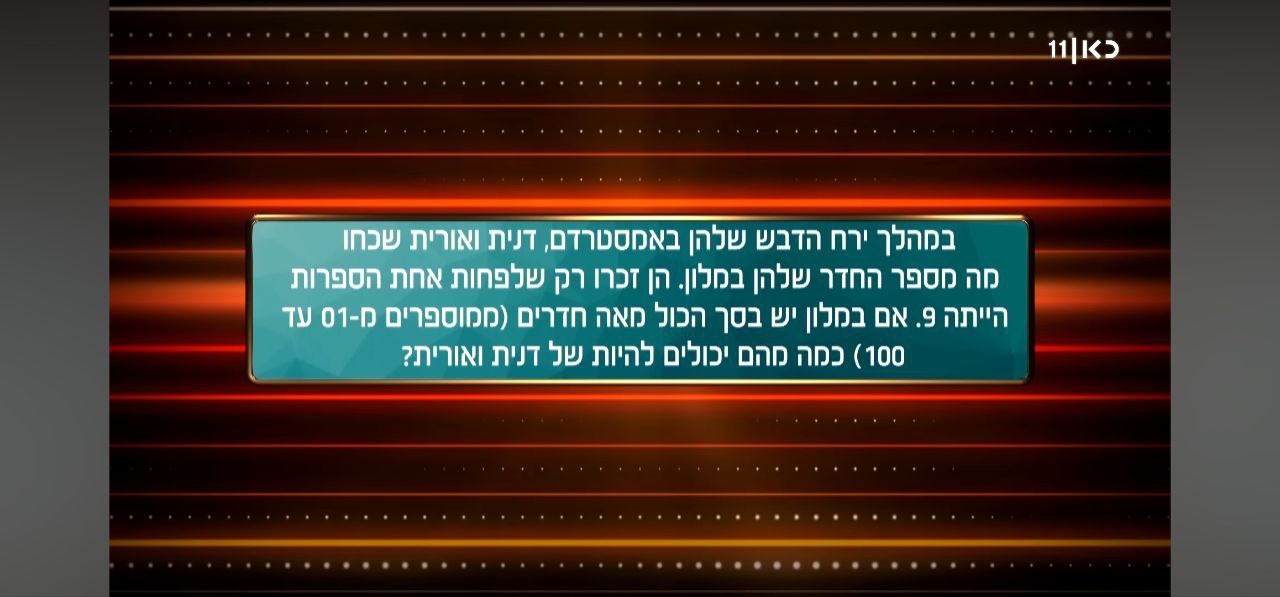 כאן|11
במהלך ירח הדבש שלהן באמסטרדם, דנית ואורית שכחו
מה מספר החדר שלהן במלון. הן זכרו רק שלפחות אחת הספרות
הייתה 9. אם במלון יש בסך הכול מאה חדרים (ממוספרים מ-01 עד
100) כמה מהם יכולים להיות של דנית ואורית?